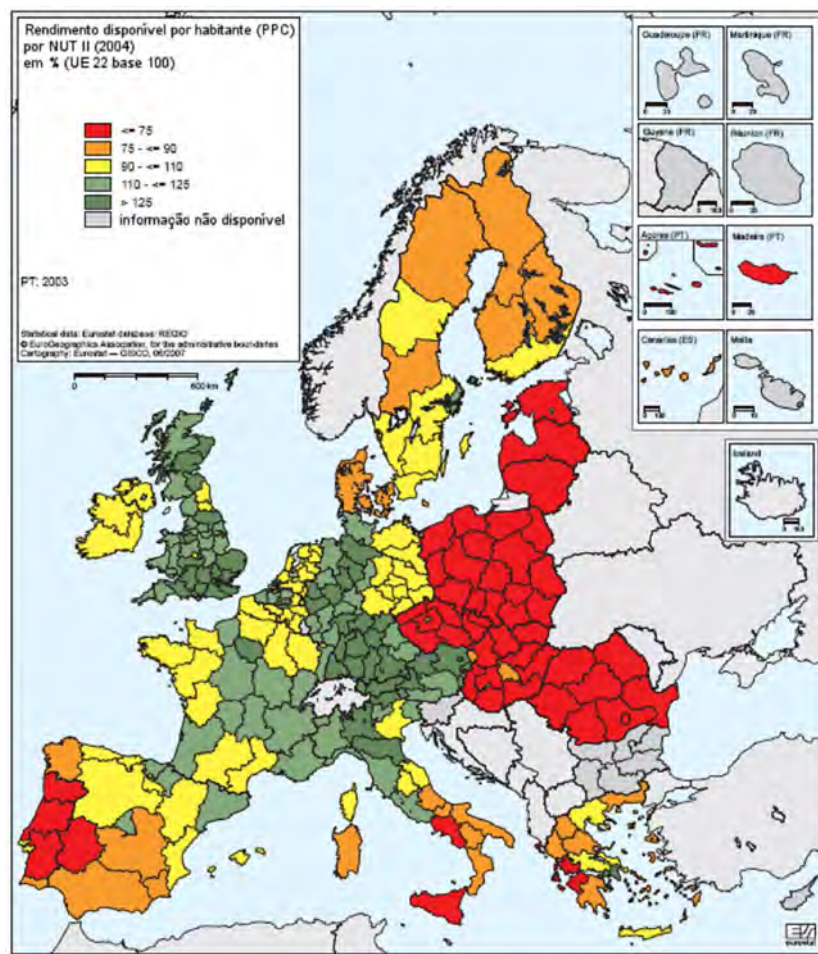 Rendimento disponível por habitante (PPC)
por NUT II (2004)
em % (UE 22 base 100)
<= 75
75 - <= 90
90 - <= 110
110 - <= 125
> 125
informação não disponível
PT: 2003
Statistical data: Eurostat database: REGIO
© EuroGeographics Association, for the administrative boundaries
Cartography: Eurostat — GISCO, 06/2007
0 600 km
Guadeloupe (FR)
Martinique (FR)
Guyane (FR)
Réunion (FR)
Açores (PT)
Madeira (PT)
Canarias (ES)
Malta
Iceland
eurostat